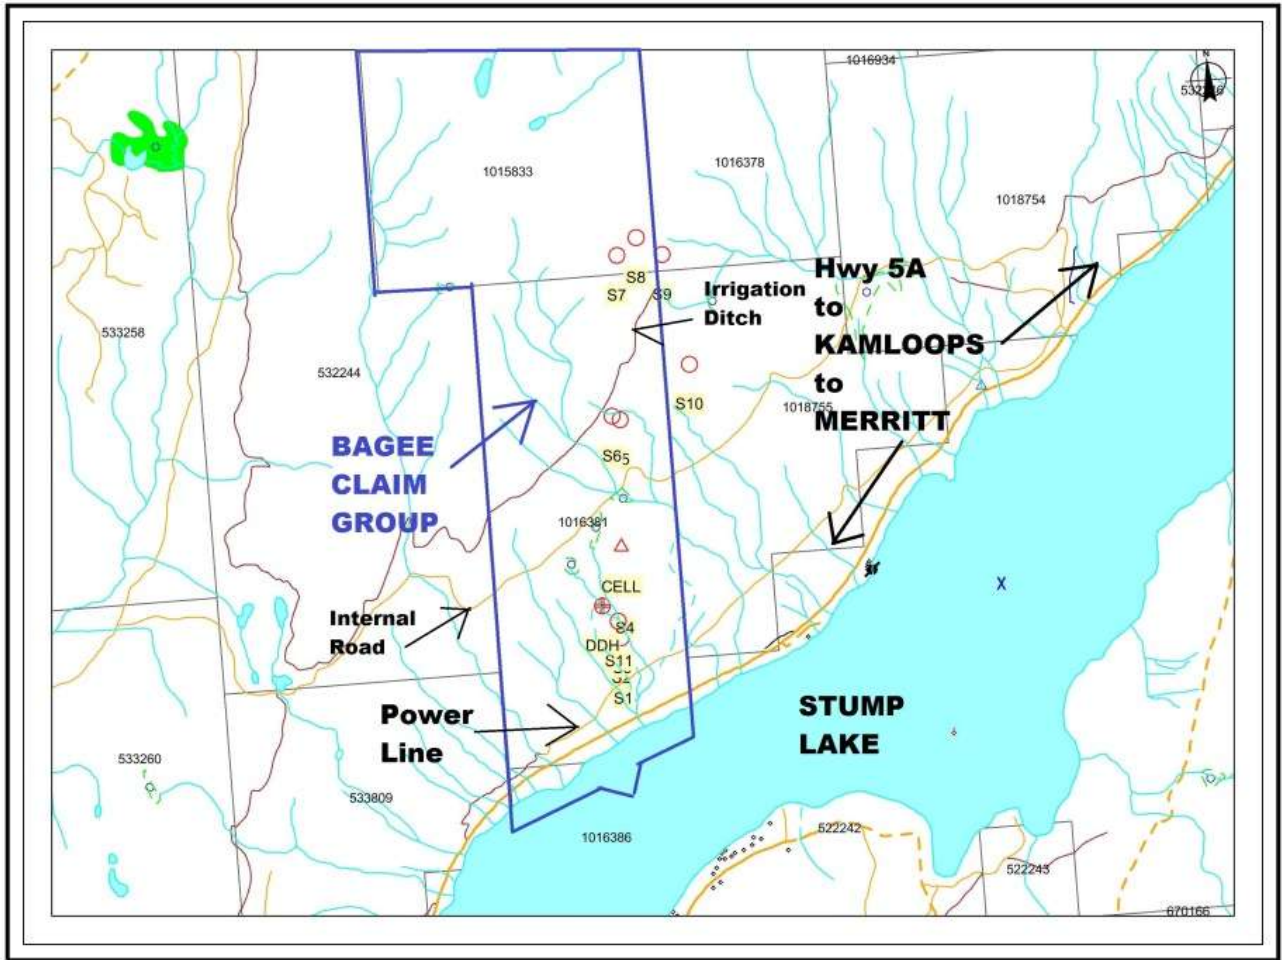 1016934
N
1016378
1015833
1018754
S8
S7
S9
Irrigation
Ditch
Hwy 5A
to
KAMLOOPS
to
MERRITT
533258
532244
S10
1018755
BAGEE
CLAIM
GROUP
S65
1016381
CELL
X
Internal
Road
S4
DDH
S11
S1
Power
Line
STUMP
LAKE
533260
533809
1016386
522242
522243
670166